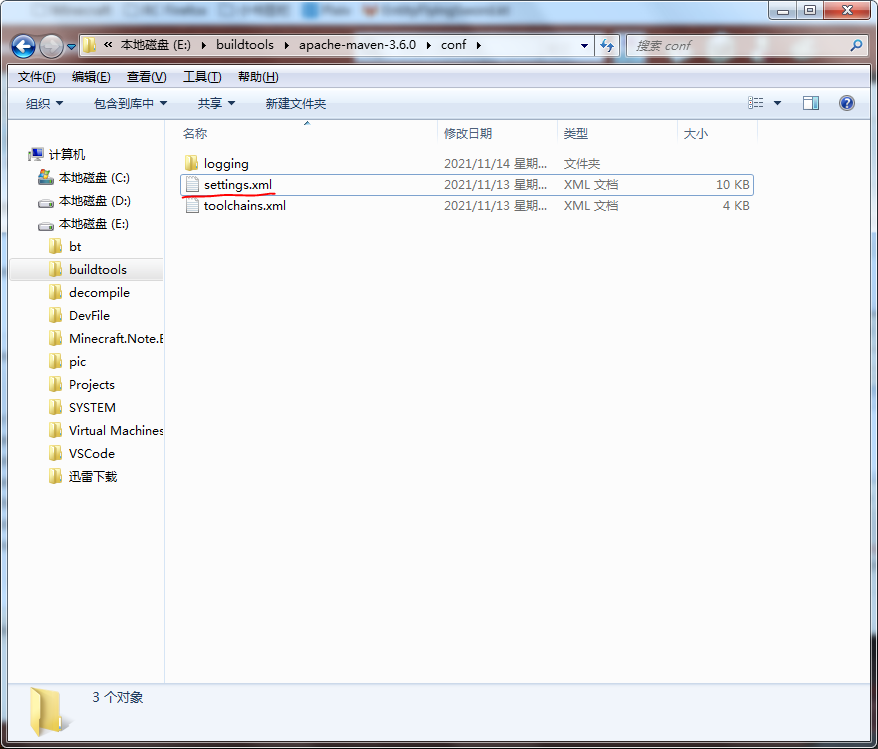 « 本地磁盘 (E:) ▸ buildtools ▸ apache-maven-3.6.0 ▸ conf ▸ 搜索 conf
文件(F) 编辑(E) 查看(V) 工具(T) 帮助(H)
组织 ▼ 包含到库中 ▼ 共享 ▼ 新建文件夹
计算机
本地磁盘 (C:)
本地磁盘 (D:)
本地磁盘 (E:)
bt
buildtools
decompile
DevFile
Minecraft.Note.
pic
Projects
SYSTEM
Virtual Machines
VSCode
迅雷下载
名称 修改日期 类型 大小
logging 2021/11/14 星期... 文件夹
settings.xml 2021/11/13 星期... XML 文档 10 KB
toolchains.xml 2021/11/13 星期... XML 文档 4 KB
3 个对象